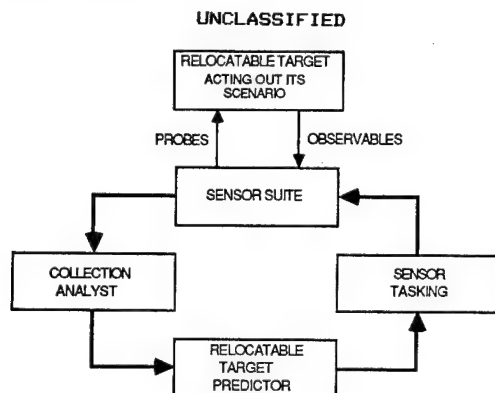 UNCLASSIFIED
RELOCATABLE TARGET
ACTING OUT ITS
SCENARIO
PROBES
OBSERVABLES
SENSOR SUITE
COLLECTION
ANALYST
SENSOR
TASKING
RELOCATABLE
TARGET
PREDICTOR